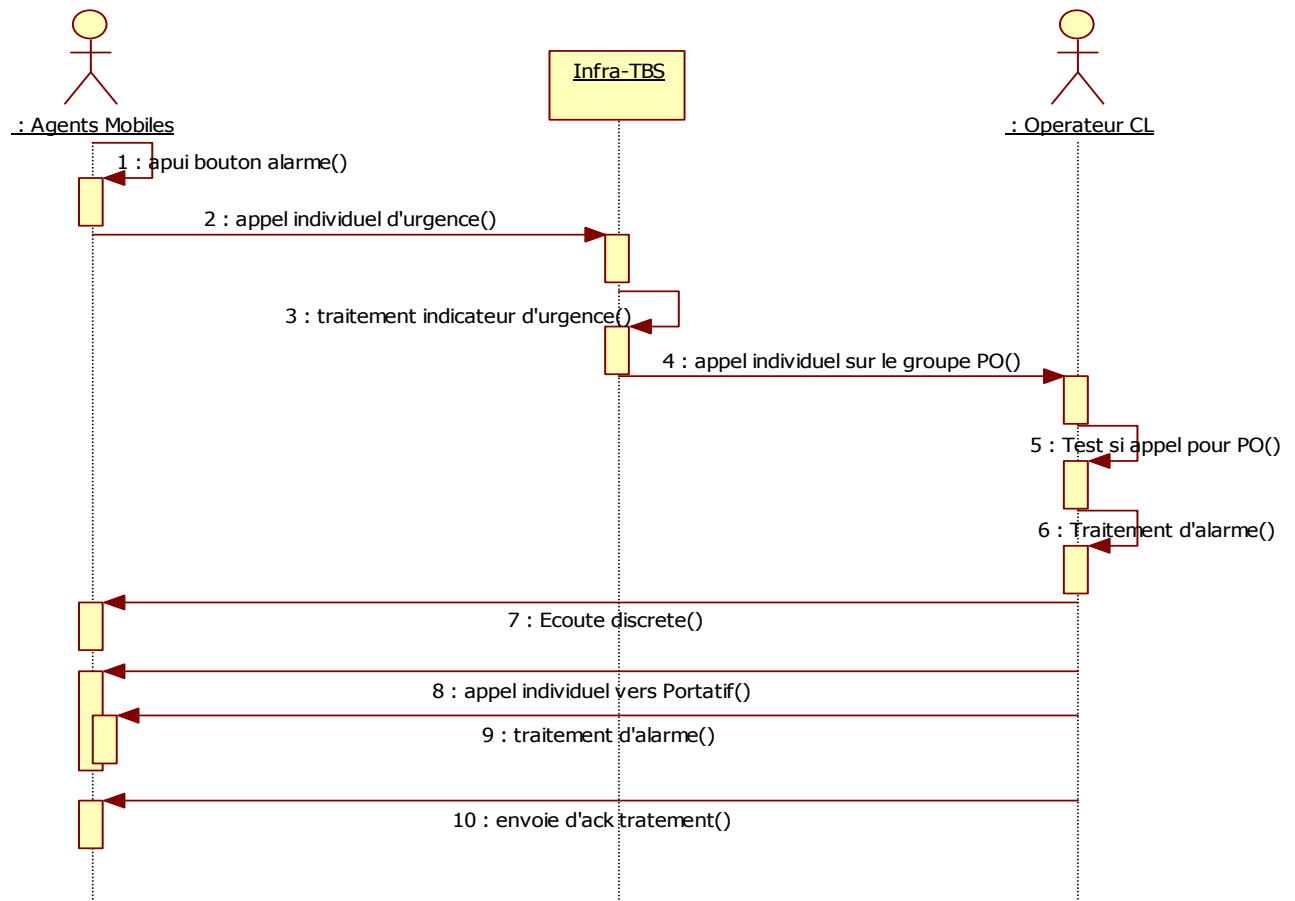 Infra-TBS
: Agents Mobiles
: Operateur CL
1 : apui bouton alarme()
2 : appel individuel d'urgence()
3 : traitement indicateur d'urgence()
4 : appel individuel sur le groupe PO()
5 : Test si appel pour PO()
6 : Traitement d'alarme()
7 : Ecoute discrete()
8 : appel individuel vers Portatif()
9 : traitement d'alarme()
10 : envoie d'ack tratement()